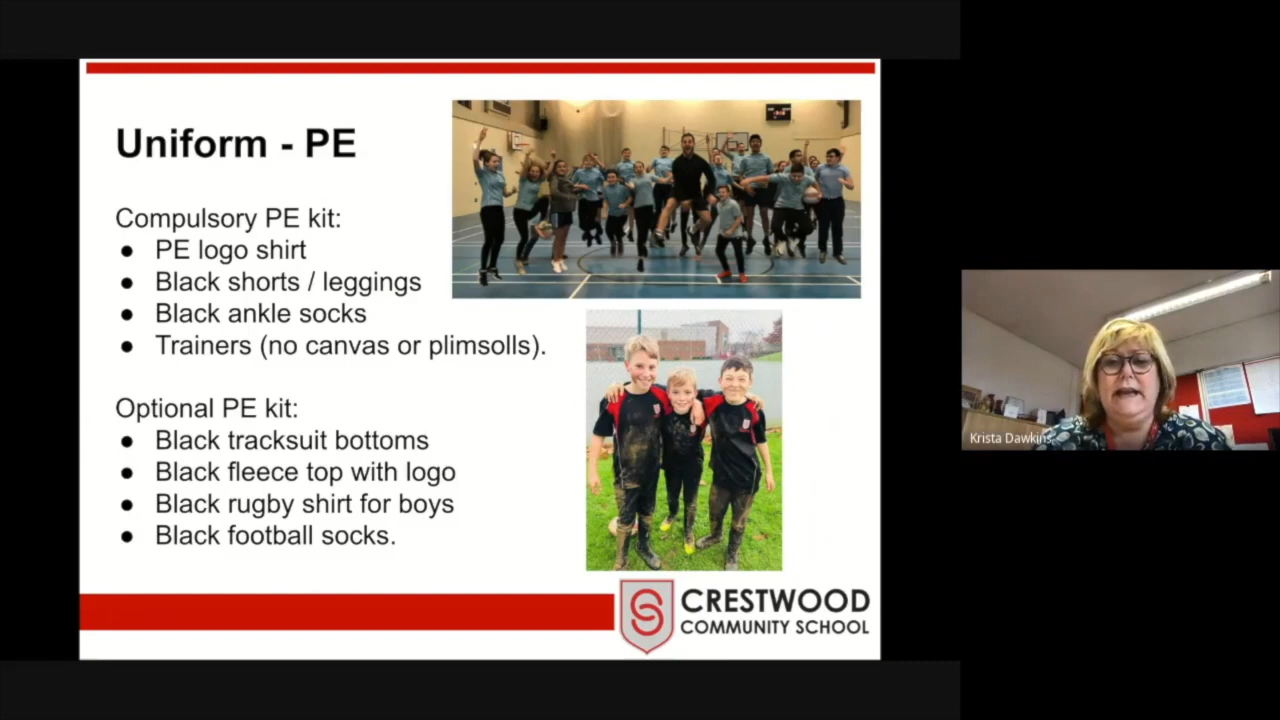 Uniform - PE
Compulsory PE kit:
● PE logo shirt
● Black shorts / leggings
● Black ankle socks
● Trainers (no canvas or plimsolls).
Optional PE kit:
● Black tracksuit bottoms
● Black fleece top with logo
● Black rugby shirt for boys
● Black football socks.
CRESTWOOD
COMMUNITY SCHOOL
Krista Dawkins